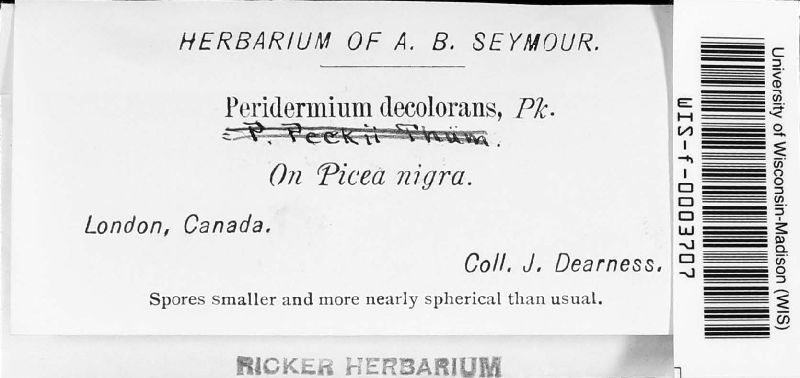 HERBARIUM OF A. B. SEYMOUR.
Peridermium decolorans, Pk.
= P. Peckii Thüm.
On Picea nigra.
London, Canada.
Coll. J. Dearness.
Spores smaller and more nearly spherical than usual.
RICKER HERBARIUM
University of Wisconsin-Madison (WIS)
WIS-f-0003707